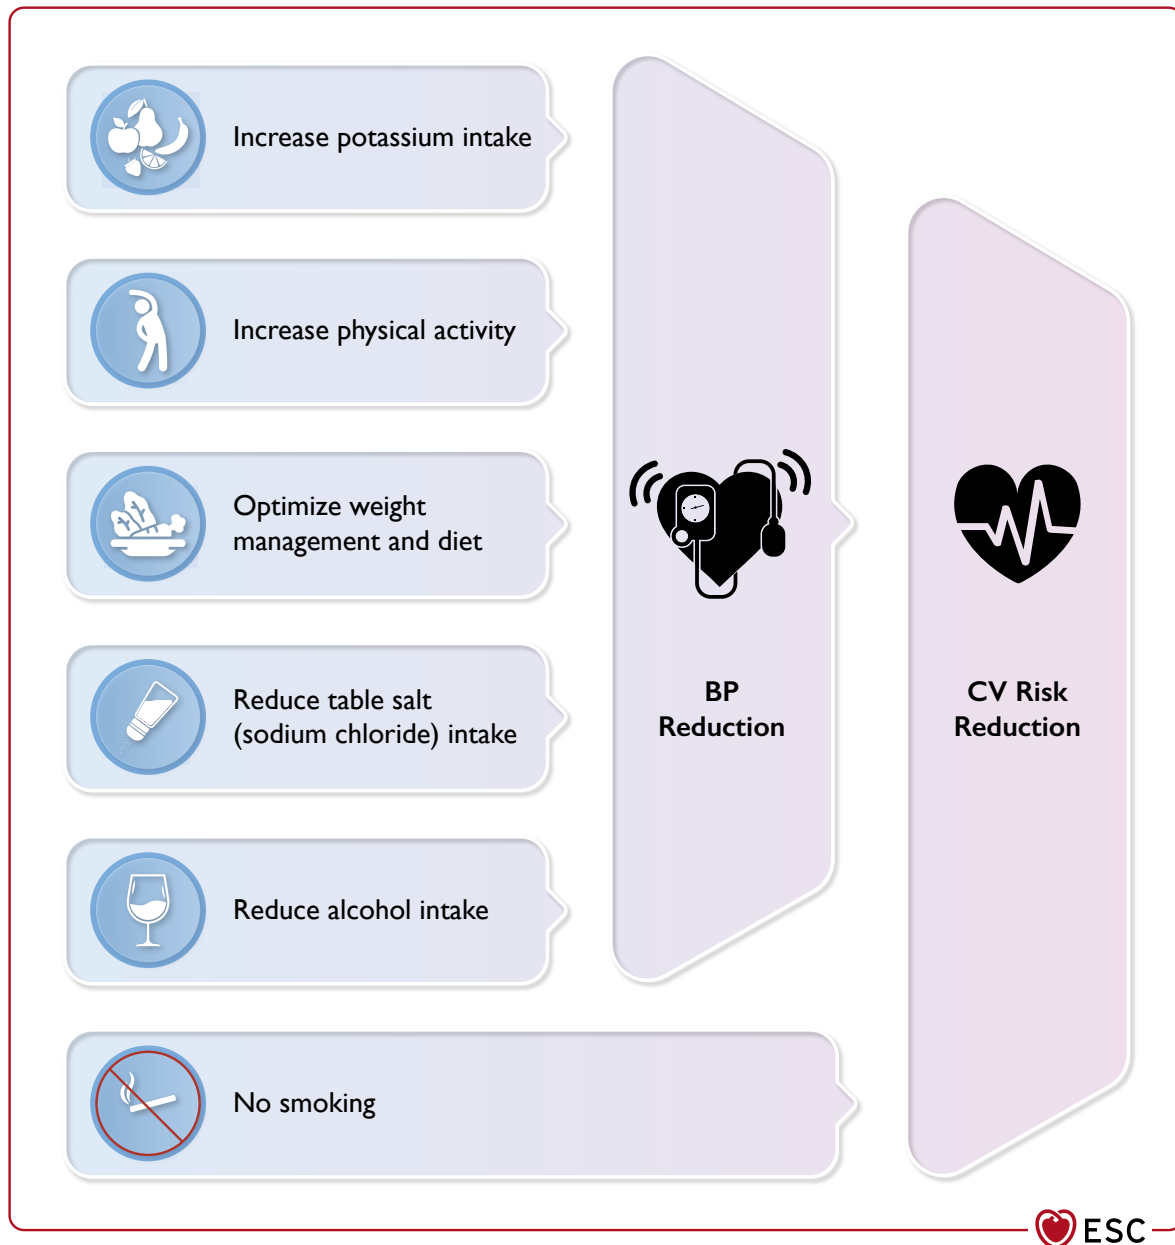 Increase potassium intake
Increase physical activity
Optimize weight
management and diet
Reduce table salt
(sodium chloride) intake
Reduce alcohol intake
No smoking
BP
Reduction
CV Risk
Reduction
ESC